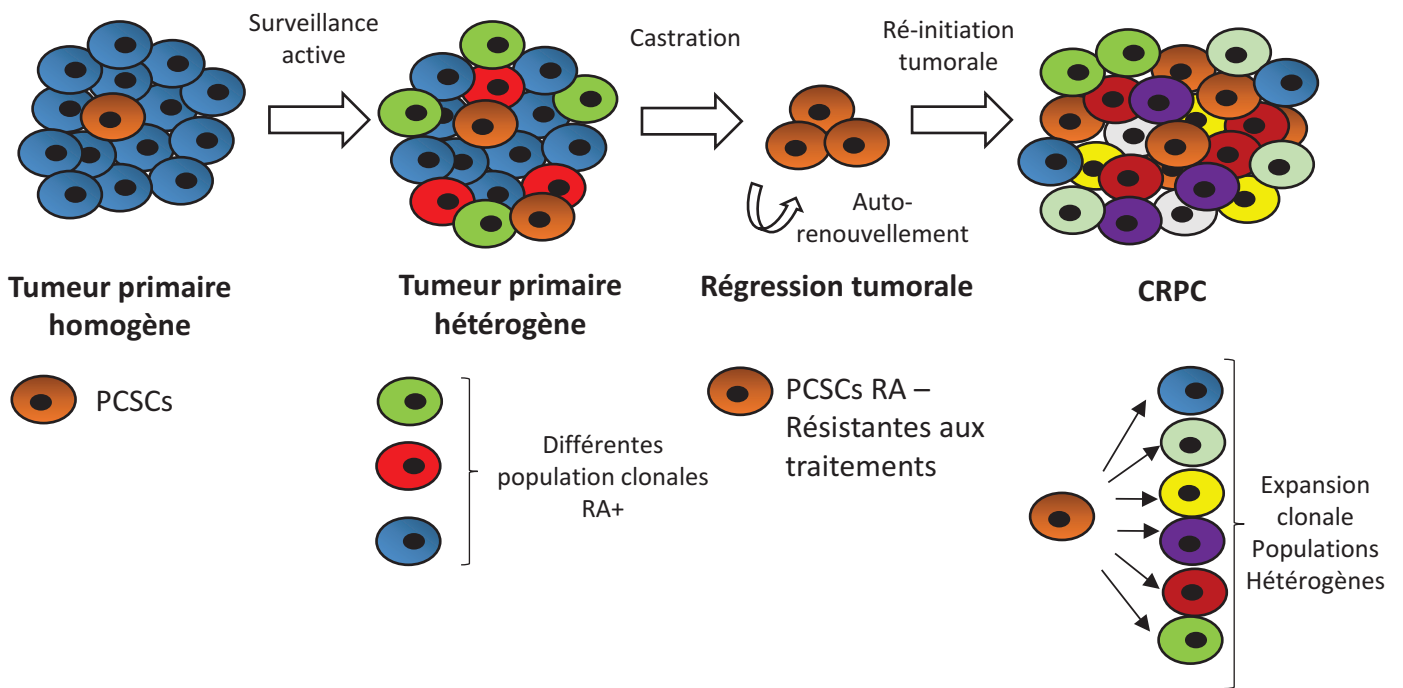 Surveillance
active
Castration
Ré-initiation
tumorale
Auto-
renouvellement
Tumeur primaire
homogène
Tumeur primaire
hétérogène
Régression tumorale
CRPC
PCSCs
Différentes
population clonales
RA+
PCSCs RA –
Résistantes aux
traitements
Expansion
clonale
Populations
Hétérogènes